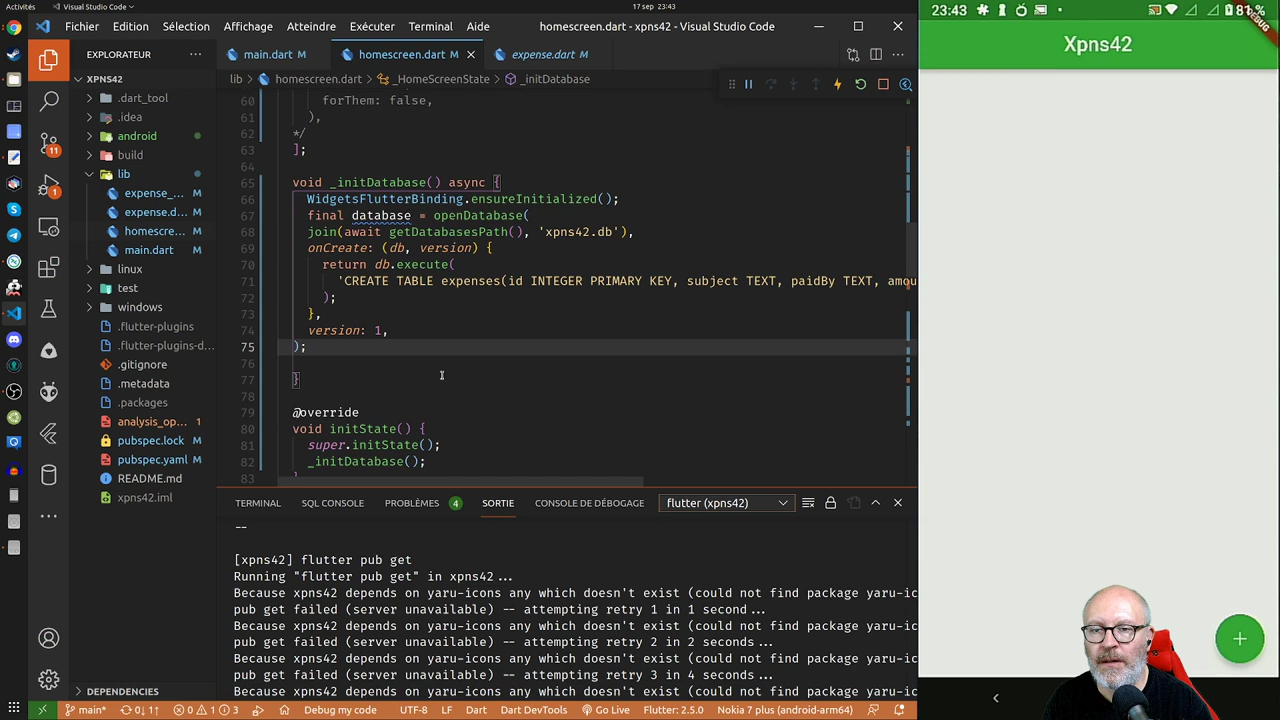 Activités
Visual Studio Code
17 sep 23:43
Fichier Edition Sélection Affichage Atteindre Exécuter Terminal Aide
homescreen.dart - xpns42 - Visual Studio Code
EXPLORATEUR
main.dart M
homescreen.dart M
expense.dart M
XPNS42
lib > homescreen.dart > _HomeScreenState > _initDatabase
.dart_tool
.idea
android
build
lib
expense_... M
expense.d... M
homescre... M
main.dart M
linux
test
windows
.flutter-plugins
.flutter-plugins-d...
.gitignore
.metadata
.packages
analysis_op... 1
pubspec.lock M
pubspec.yaml M
README.md
xpns42.iml
DEPENDENCIES
11
1
60 forThem: false,
61 ),
62 */
63 ];
64
65 void _initDatabase() async {
66 WidgetsFlutterBinding.ensureInitialized();
67 final database = openDatabase(
68 join(await getDatabasesPath(), 'xpns42.db'),
69 onCreate: (db, version) {
70 return db.execute(
71 'CREATE TABLE expenses(id INTEGER PRIMARY KEY, subject TEXT, paidBy TEXT, amou
72 );
73 },
74 version: 1,
75 );
76
77 }
78
79 @override
80 void initState() {
81 super.initState();
82 _initDatabase();
83 }
TERMINAL SQL CONSOLE PROBLÈMES 4 SORTIE CONSOLE DE DÉBOGAGE
flutter (xpns42)
--
[xpns42] flutter pub get
Running "flutter pub get" in xpns42...
Because xpns42 depends on yaru-icons any which doesn't exist (could not find package yaru-ic
pub get failed (server unavailable) -- attempting retry 1 in 1 second...
Because xpns42 depends on yaru-icons any which doesn't exist (could not find package yaru-ic
pub get failed (server unavailable) -- attempting retry 2 in 2 seconds...
Because xpns42 depends on yaru-icons any which doesn't exist (could not find package yaru-ic
pub get failed (server unavailable) -- attempting retry 3 in 4 seconds...
Because xpns42 depends on yaru-icons any which doesn't exist (could not find package yaru-ic
main* 0↓ 1↑ 0 1 3 Debug my code UTF-8 LF Dart Dart DevTools Go Live Flutter: 2.5.0 Nokia 7 plus (android-arm64)
23:43
81 %
DEBUG
Xpns42